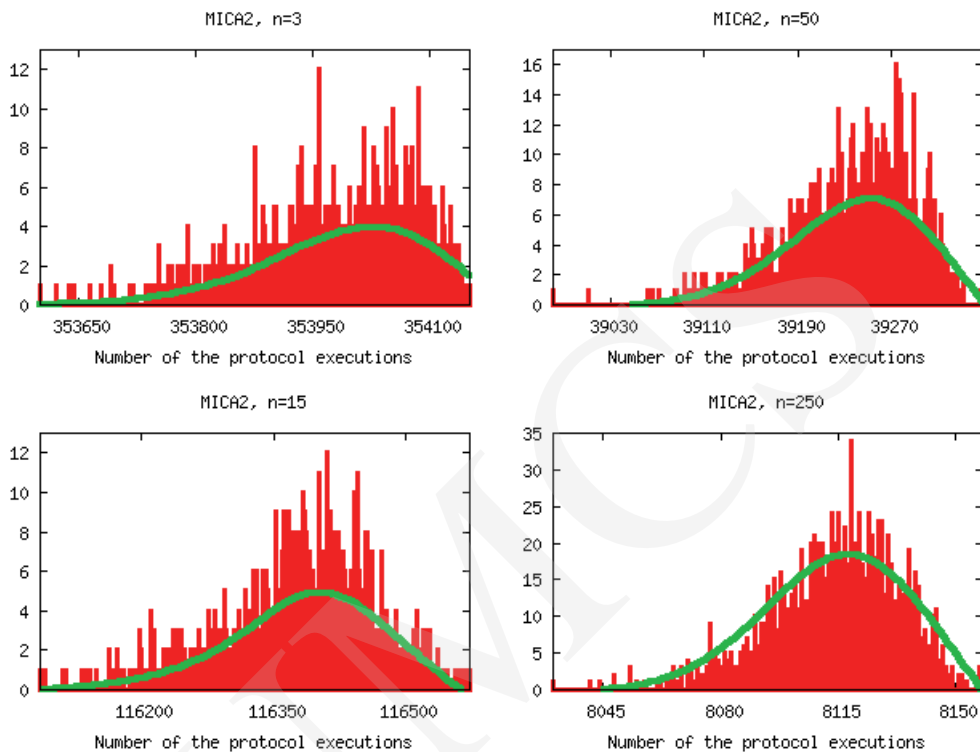 MICA2, n=3
12
10
8
6
4
2
0
353650 353800 353950 354100
Number of the protocol executions
MICA2, n=50
16
14
12
10
8
6
4
2
0
39030 39110 39190 39270
Number of the protocol executions
MICA2, n=15
12
10
8
6
4
2
0
116200 116350 116500
Number of the protocol executions
MICA2, n=250
35
30
25
20
15
10
5
0
8045 8080 8115 8150
Number of the protocol executions
UMCS